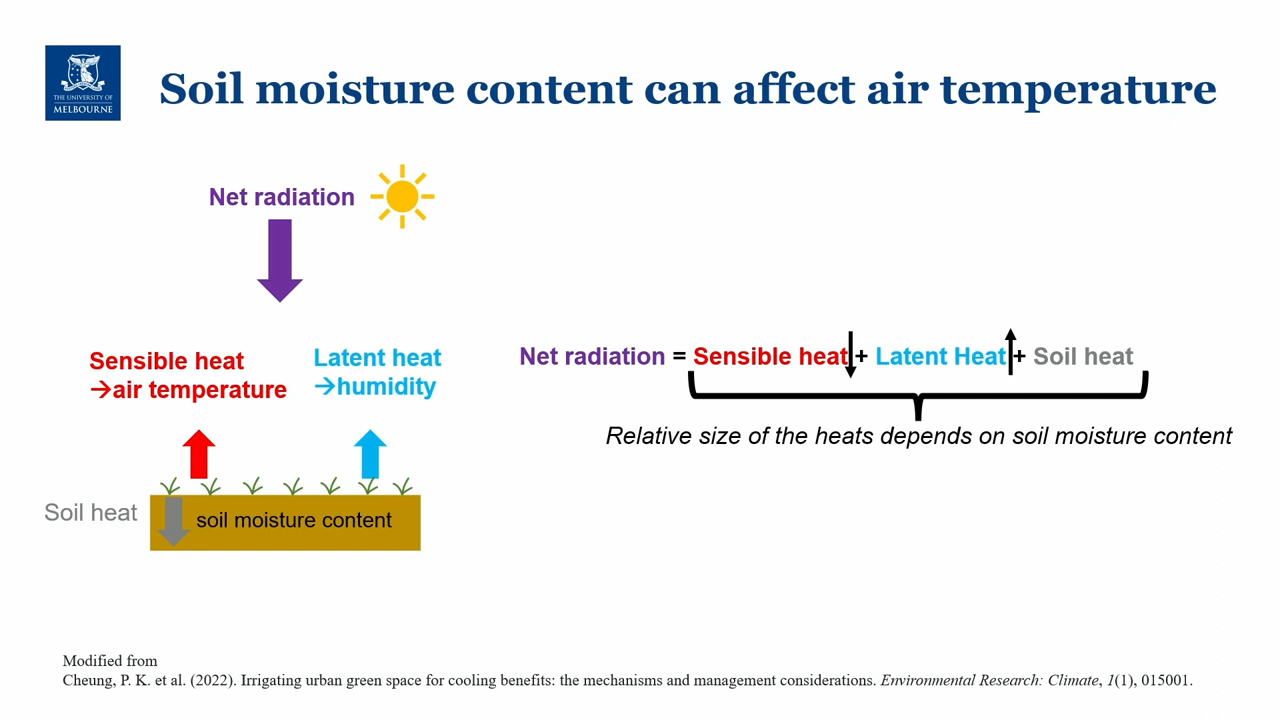 THE UNIVERSITY OF
MELBOURNE
Soil moisture content can affect air temperature
Net radiation
Sensible heat
→air temperature
Latent heat
→humidity
Soil heat
soil moisture content
Net radiation = Sensible heat + Latent Heat + Soil heat
Relative size of the heats depends on soil moisture content
Modified from
Cheung, P. K. et al. (2022). Irrigating urban green space for cooling benefits: the mechanisms and management considerations. Environmental Research: Climate, 1(1), 015001.